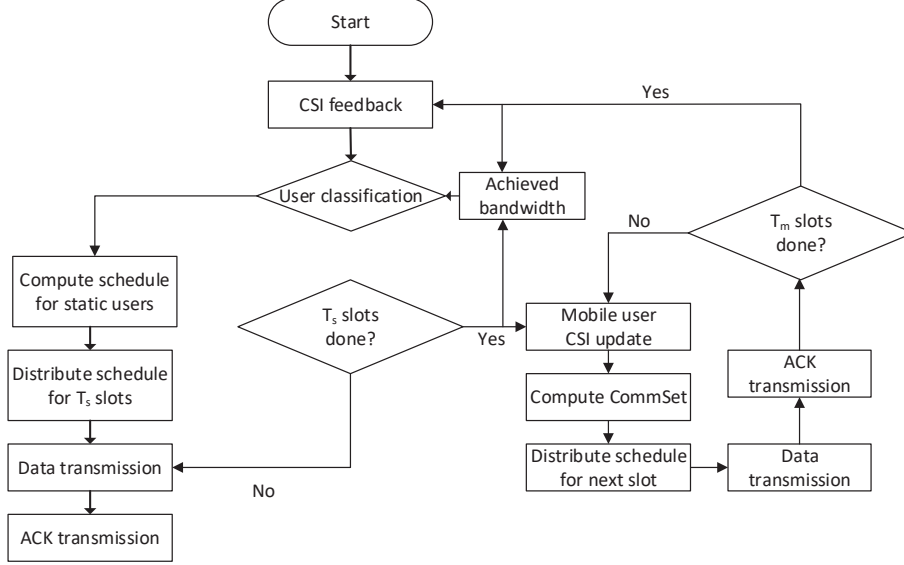 Start
CSI feedback
Yes
User classification
Achieved
bandwidth
No
Tₘ slots
done?
Compute schedule
for static users
Tₛ slots
done?
Yes
Mobile user
CSI update
Distribute schedule
for Tₛ slots
ACK
transmission
Compute CommSet
Data transmission
No
Distribute schedule
for next slot
Data
transmission
ACK transmission